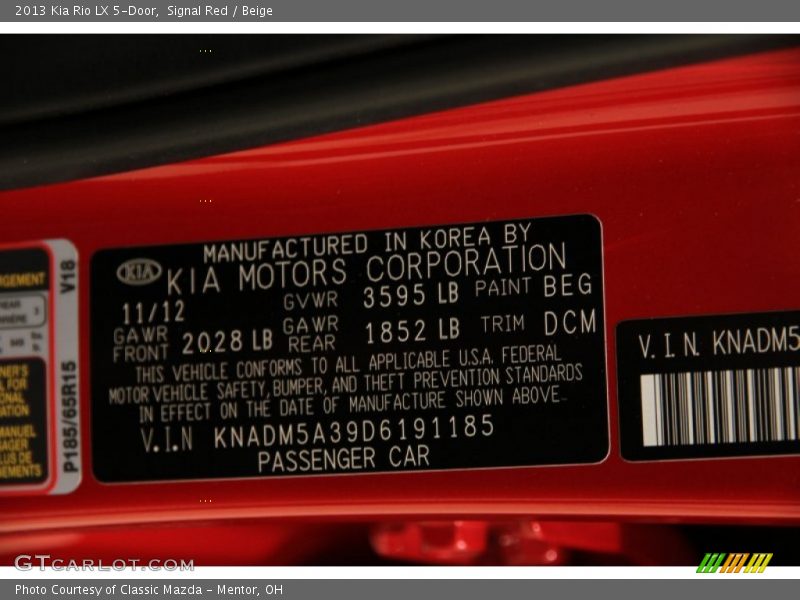 2013 Kia Rio LX 5-Door, Signal Red / Beige
MANUFACTURED IN KOREA BY
KIA KIA MOTORS CORPORATION
11/12 GVWR 3595 LB PAINT BEG
GAWR FRONT 2028 LB GAWR REAR 1852 LB TRIM DCM
THIS VEHICLE CONFORMS TO ALL APPLICABLE U.S.A. FEDERAL
MOTOR VEHICLE SAFETY, BUMPER, AND THEFT PREVENTION STANDARDS
IN EFFECT ON THE DATE OF MANUFACTURE SHOWN ABOVE.
V.I.N KNADM5A39D6191185
PASSENGER CAR
V18
P185/65R15
V.I.N. KNADM5
GTCARLOT.COM
Photo Courtesy of Classic Mazda - Mentor, OH